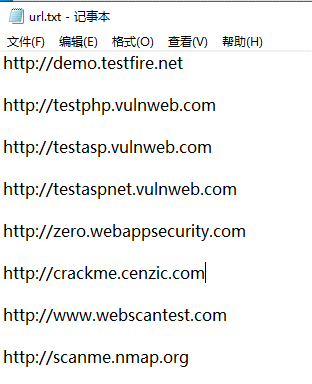 url.txt - 记事本
文件(F) 编辑(E) 格式(O) 查看(V) 帮助(H)
http://demo.testfire.net
http://testphp.vulnweb.com
http://testasp.vulnweb.com
http://testaspnet.vulnweb.com
http://zero.webappsecurity.com
http://crackme.cenzic.com
http://www.webscantest.com
http://scanme.nmap.org